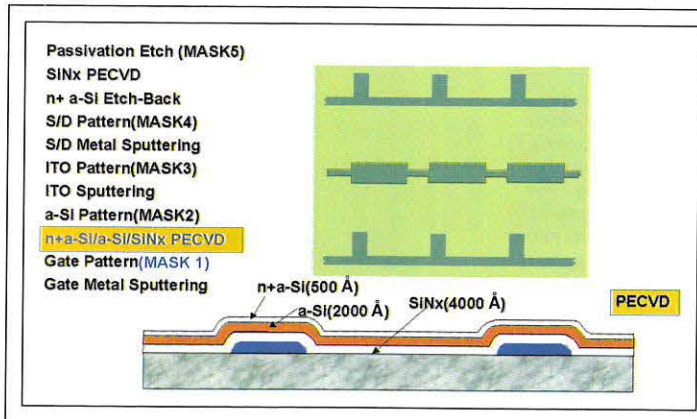 Passivation Etch (MASK5)
SiNx PECVD
n+ a-Si Etch-Back
S/D Pattern(MASK4)
S/D Metal Sputtering
ITO Pattern(MASK3)
ITO Sputtering
a-Si Pattern(MASK2)
n+a-Si/a-Si/SiNx PECVD
Gate Pattern(MASK 1)
Gate Metal Sputtering
n+a-Si(500 Å)
a-Si(2000 Å)
SiNx(4000 Å)
PECVD